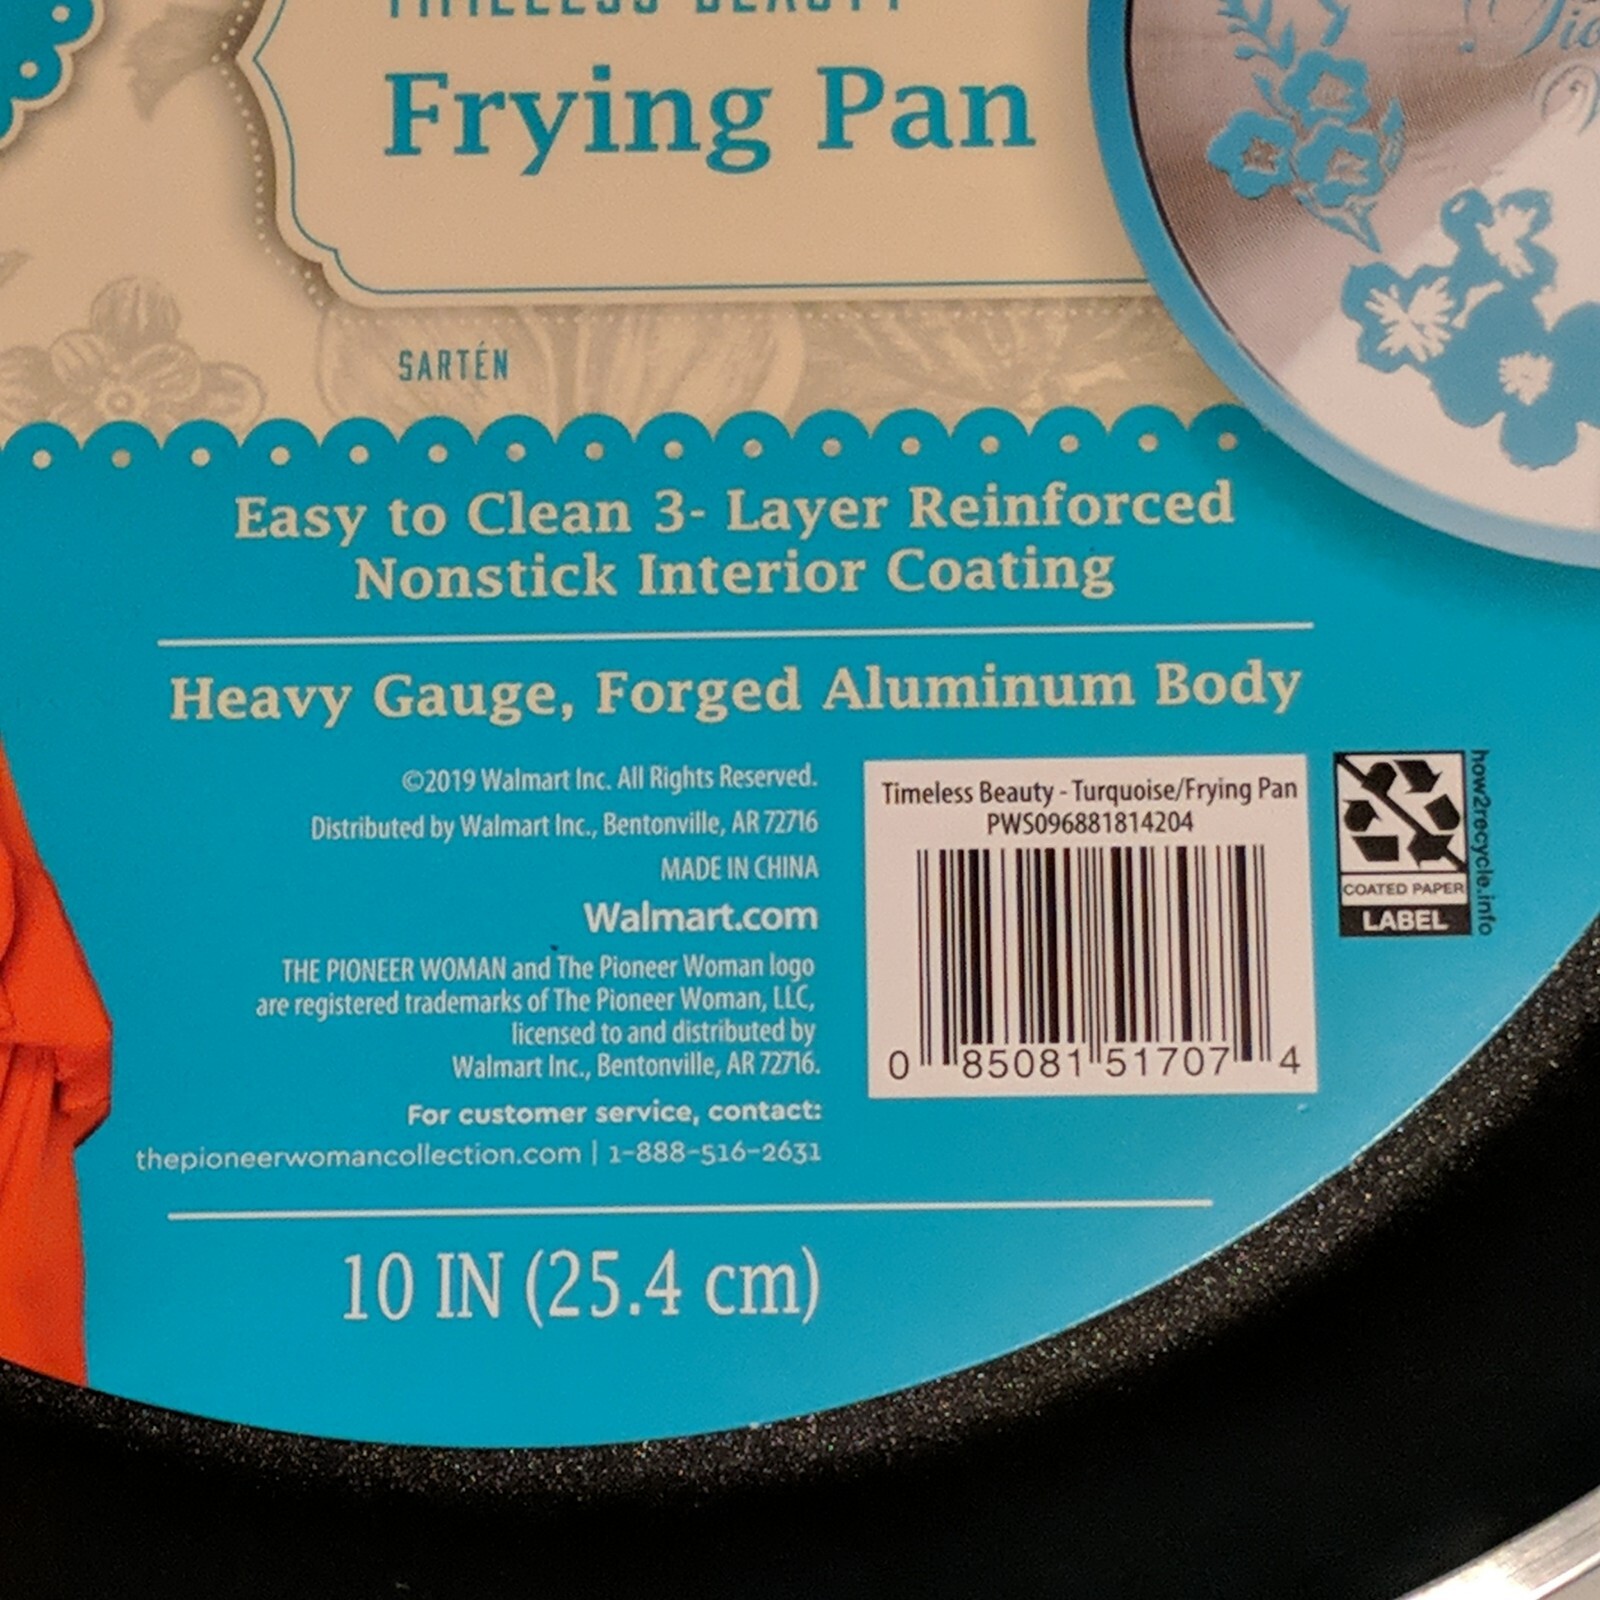 TIMELESS BEAUTY
Frying Pan
SARTÉN
Easy to Clean 3- Layer Reinforced
Nonstick Interior Coating
Heavy Gauge, Forged Aluminum Body
©2019 Walmart Inc. All Rights Reserved.
Distributed by Walmart Inc., Bentonville, AR 72716
MADE IN CHINA
Walmart.com
THE PIONEER WOMAN and The Pioneer Woman logo
are registered trademarks of The Pioneer Woman, LLC,
licensed to and distributed by
Walmart Inc., Bentonville, AR 72716.
For customer service, contact:
thepioneerwomancollection.com | 1-888-516-2631
Timeless Beauty - Turquoise/Frying Pan
PWS096881814204
0 85081 51707 4
COATED PAPER
LABEL
how2recycle.info
10 IN (25.4 cm)